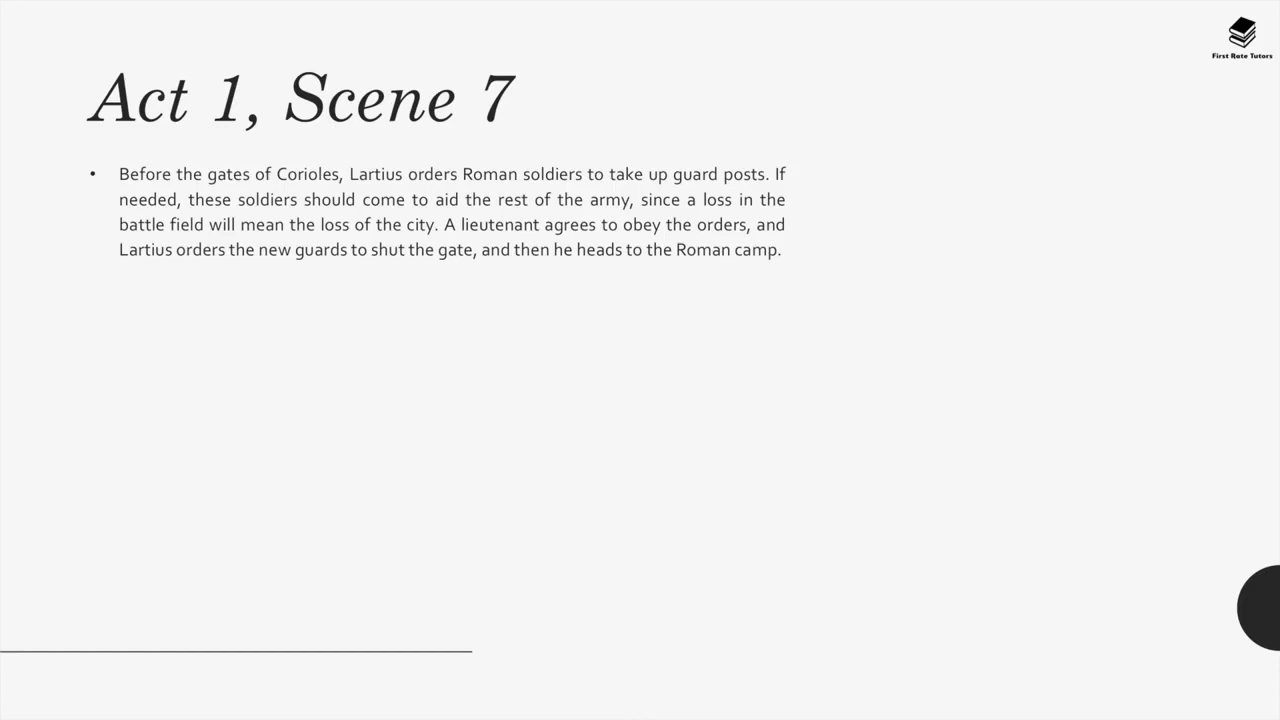 First Rate Tutors
Act 1, Scene 7
• Before the gates of Corioles, Lartius orders Roman soldiers to take up guard posts. If
needed, these soldiers should come to aid the rest of the army, since a loss in the
battle field will mean the loss of the city. A lieutenant agrees to obey the orders, and
Lartius orders the new guards to shut the gate, and then he heads to the Roman camp.